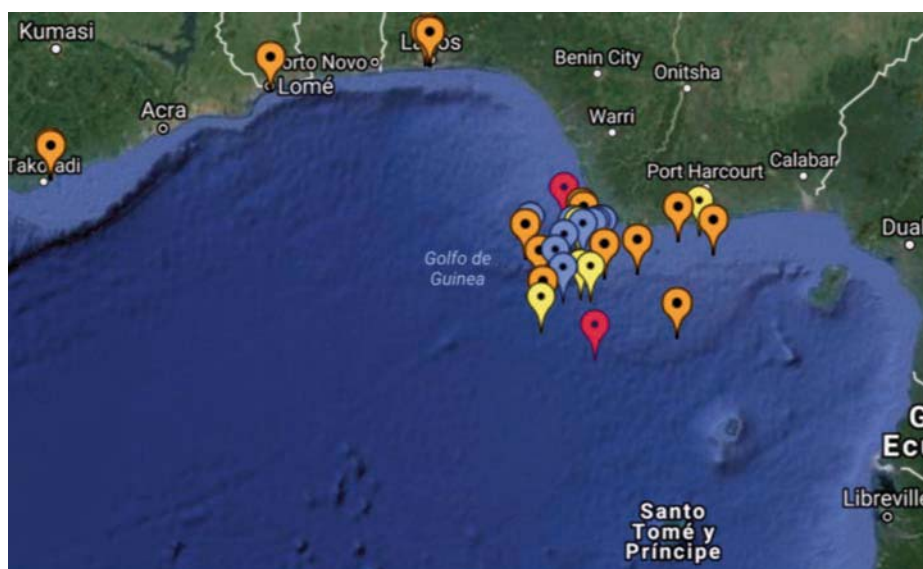 Kumasi
Porto Novo
Lagos
Benin City
Onitsha
Lomé
Acra
Warri
Takoradi
Port Harcourt
Calabar
Golfo de
Guinea
Santo
Tomé y
Príncipe
Libreville